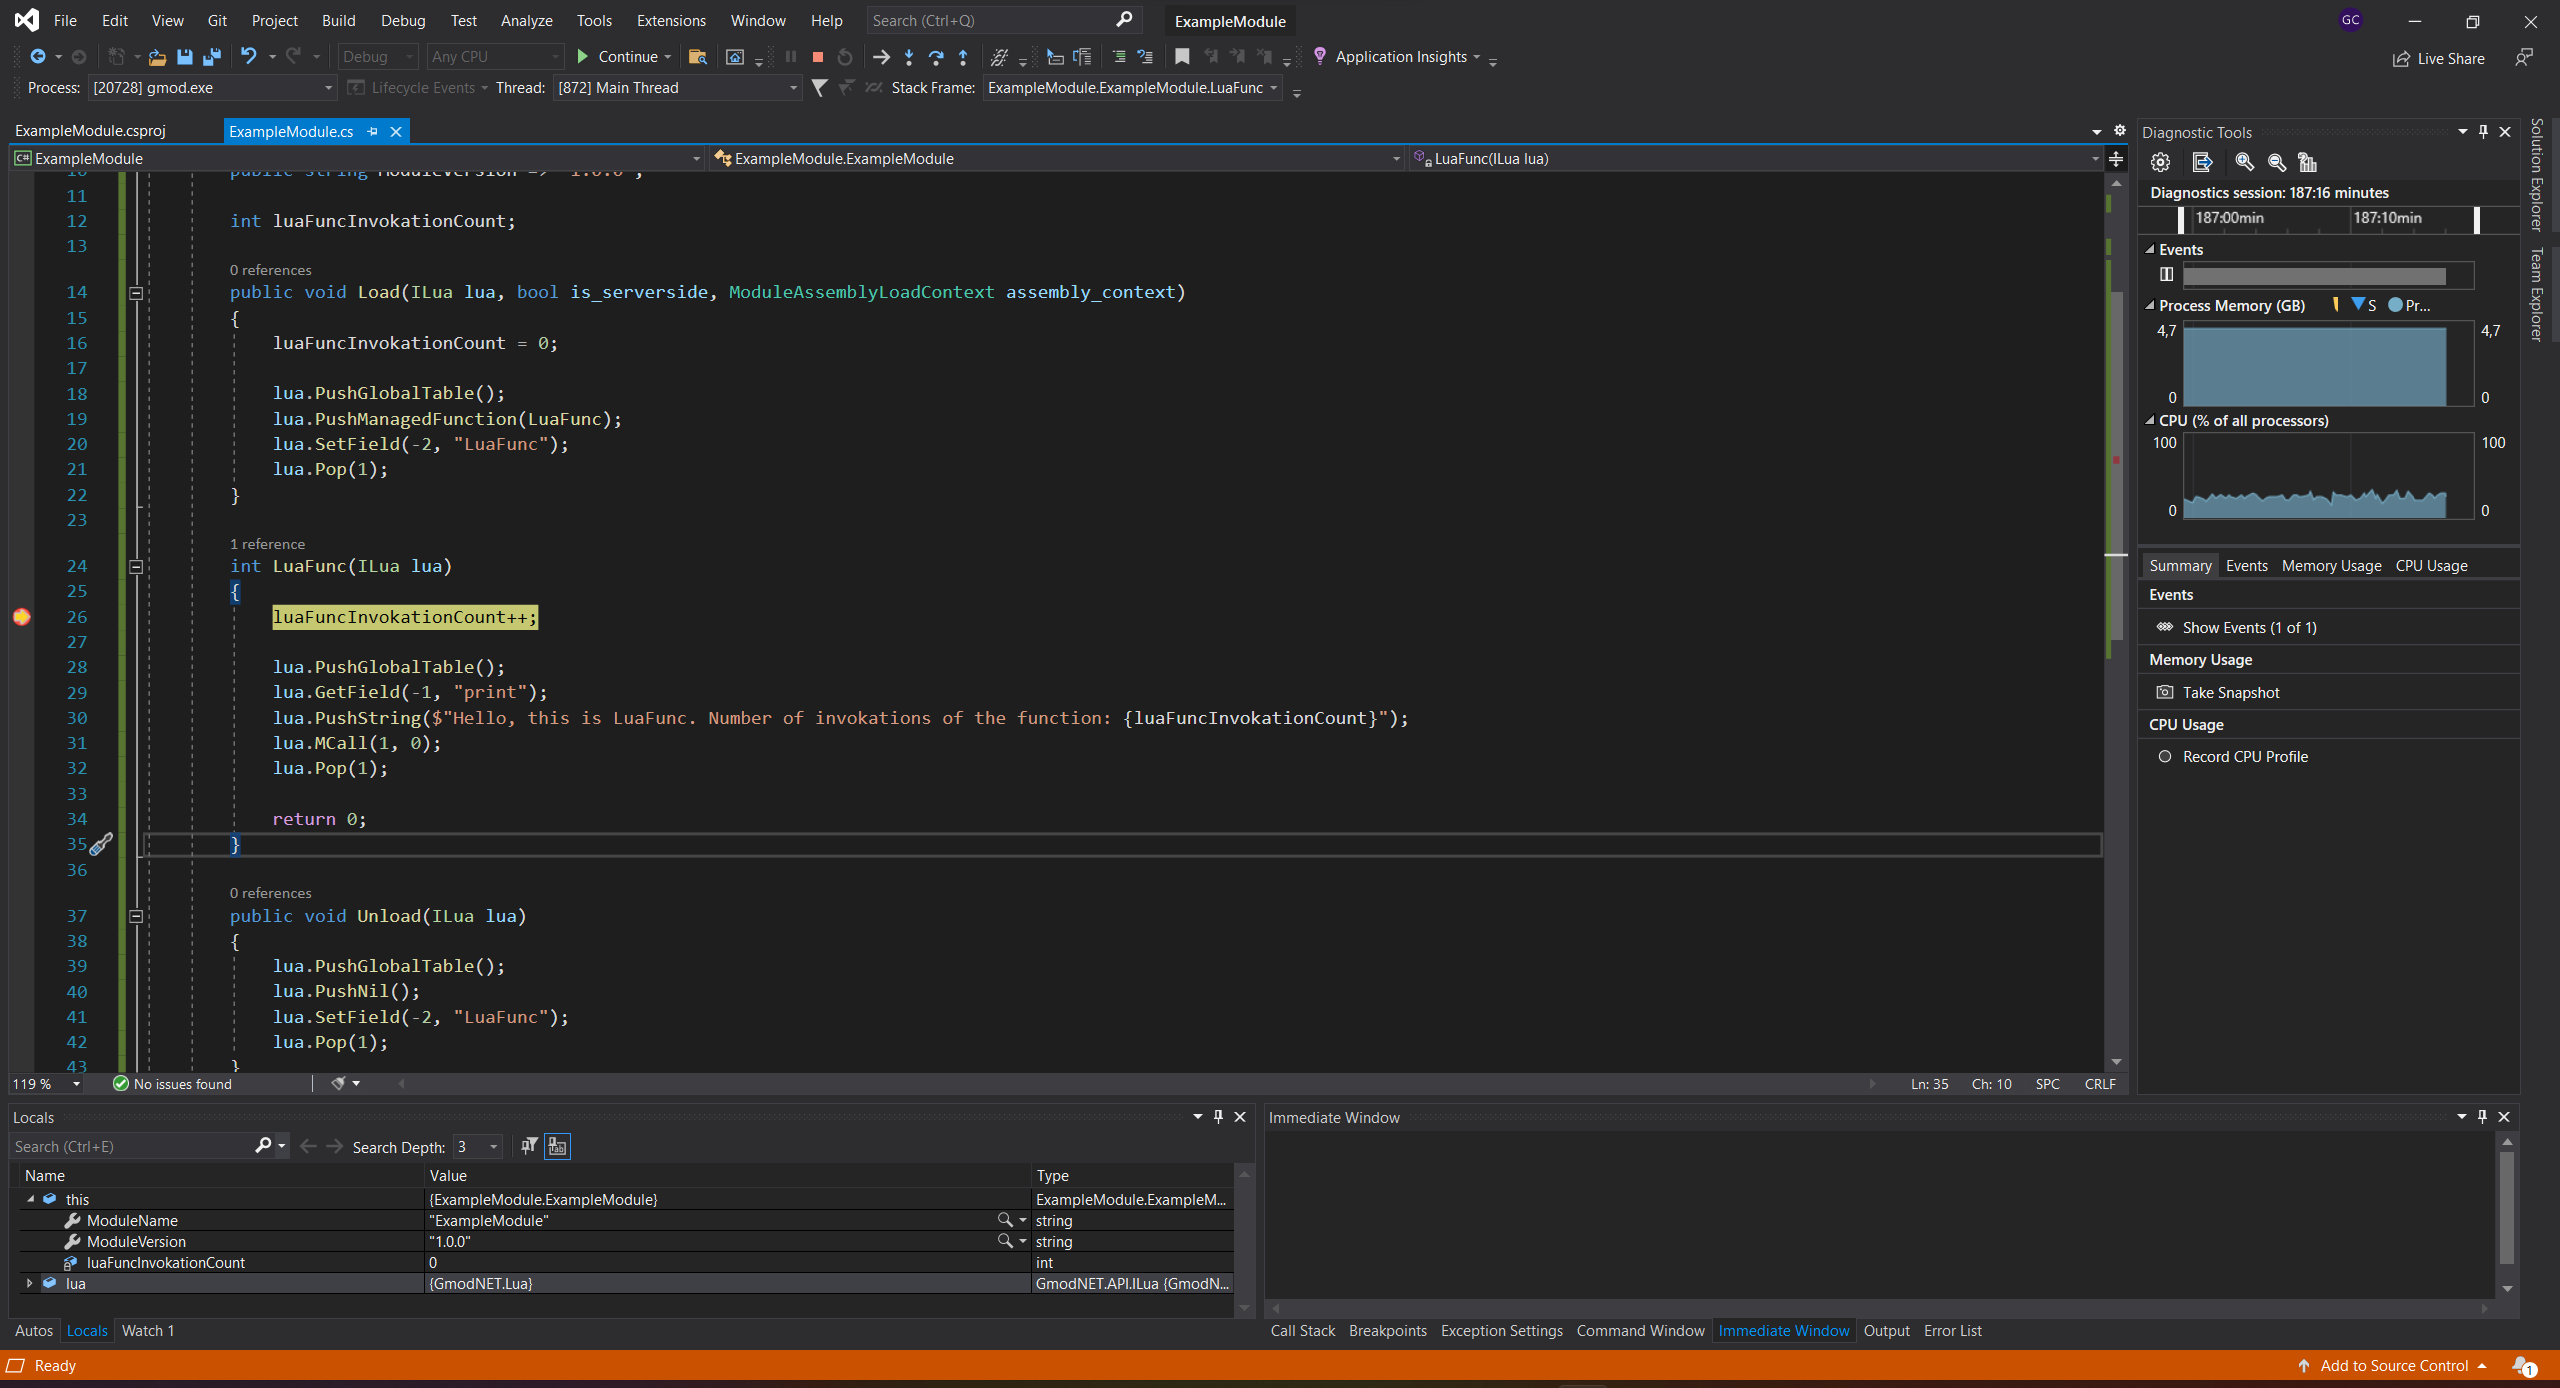 File Edit View Git Project Build Debug Test Analyze Tools Extensions Window Help Search (Ctrl+Q) ExampleModule GC
Debug Any CPU Continue Application Insights Live Share
Process: [20728] gmod.exe Lifecycle Events Thread: [872] Main Thread Stack Frame: ExampleModule.ExampleModule.LuaFunc
ExampleModule.csproj ExampleModule.cs
C# ExampleModule ExampleModule.ExampleModule LuaFunc(ILua lua)
10 public string ModuleVersion => "1.0.0";
11
12 int luaFuncInvokationCount;
13
0 references
14 public void Load(ILua lua, bool is_serverside, ModuleAssemblyLoadContext assembly_context)
15 {
16 luaFuncInvokationCount = 0;
17
18 lua.PushGlobalTable();
19 lua.PushManagedFunction(LuaFunc);
20 lua.SetField(-2, "LuaFunc");
21 lua.Pop(1);
22 }
23
1 reference
24 int LuaFunc(ILua lua)
25 {
26 luaFuncInvokationCount++;
27
28 lua.PushGlobalTable();
29 lua.GetField(-1, "print");
30 lua.PushString($"Hello, this is LuaFunc. Number of invokations of the function: {luaFuncInvokationCount}");
31 lua.MCall(1, 0);
32 lua.Pop(1);
33
34 return 0;
35 }
36
0 references
37 public void Unload(ILua lua)
38 {
39 lua.PushGlobalTable();
40 lua.PushNil();
41 lua.SetField(-2, "LuaFunc");
42 lua.Pop(1);
43 }
119 % No issues found Ln: 35 Ch: 10 SPC CRLF
Diagnostic Tools
Diagnostics session: 187:16 minutes
187:00min 187:10min
Events
Process Memory (GB) S Pr...
4,7 4,7
0 0
CPU (% of all processors)
100 100
0 0
Summary Events Memory Usage CPU Usage
Events
Show Events (1 of 1)
Memory Usage
Take Snapshot
CPU Usage
Record CPU Profile
Solution Explorer
Team Explorer
Locals
Search (Ctrl+E) Search Depth: 3
Name Value Type
this {ExampleModule.ExampleModule} ExampleModule.ExampleM...
ModuleName "ExampleModule" string
ModuleVersion "1.0.0" string
luaFuncInvokationCount 0 int
lua {GmodNET.Lua} GmodNET.API.ILua {GmodN...
Autos Locals Watch 1
Immediate Window
Call Stack Breakpoints Exception Settings Command Window Immediate Window Output Error List
Ready Add to Source Control 1